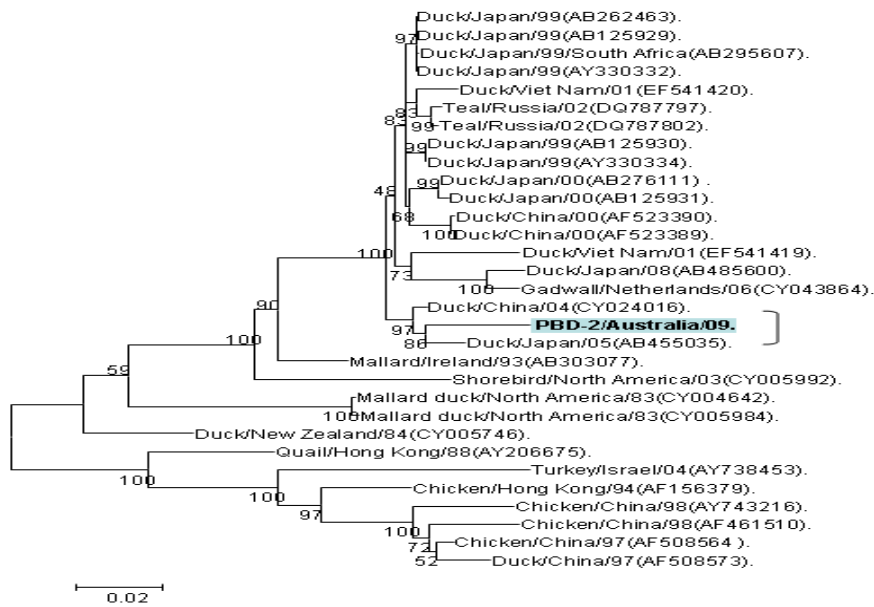 Duck/Japan/99(AB262463).
Duck/Japan/99(AB125929).
97
Duck/Japan/99/South Africa(AB295607).
Duck/Japan/99(AY330332).
Duck/Viet Nam/01(EF541420).
83
Teal/Russia/02(DQ787797).
83
99
Teal/Russia/02(DQ787802).
99
Duck/Japan/99(AB125930).
Duck/Japan/99(AY330334).
99
Duck/Japan/00(AB276111) .
48
Duck/Japan/00(AB125931).
68
Duck/China/00(AF523390).
100
Duck/China/00(AF523389).
100
Duck/Viet Nam/01(EF541419).
73
Duck/Japan/08(AB485600).
100
Gadwall/Netherlands/06(CY043864).
90
Duck/China/04(CY024016).
97
PBD-2/Australia/09.
86
Duck/Japan/05(AB455035).
100
Mallard/Ireland/93(AB303077).
59
Shorebird/North America/03(CY005992).
Mallard duck/North America/83(CY004642).
100
Mallard duck/North America/83(CY005984).
Duck/New Zealand/84(CY005746).
Quail/Hong Kong/88(AY206675).
100
Turkey/Israel/04(AY738453).
100
Chicken/Hong Kong/94(AF156379).
97
Chicken/China/98(AY743216).
100
Chicken/China/98(AF461510).
72
Chicken/China/97(AF508564 ).
52
Duck/China/97(AF508573).
0.02